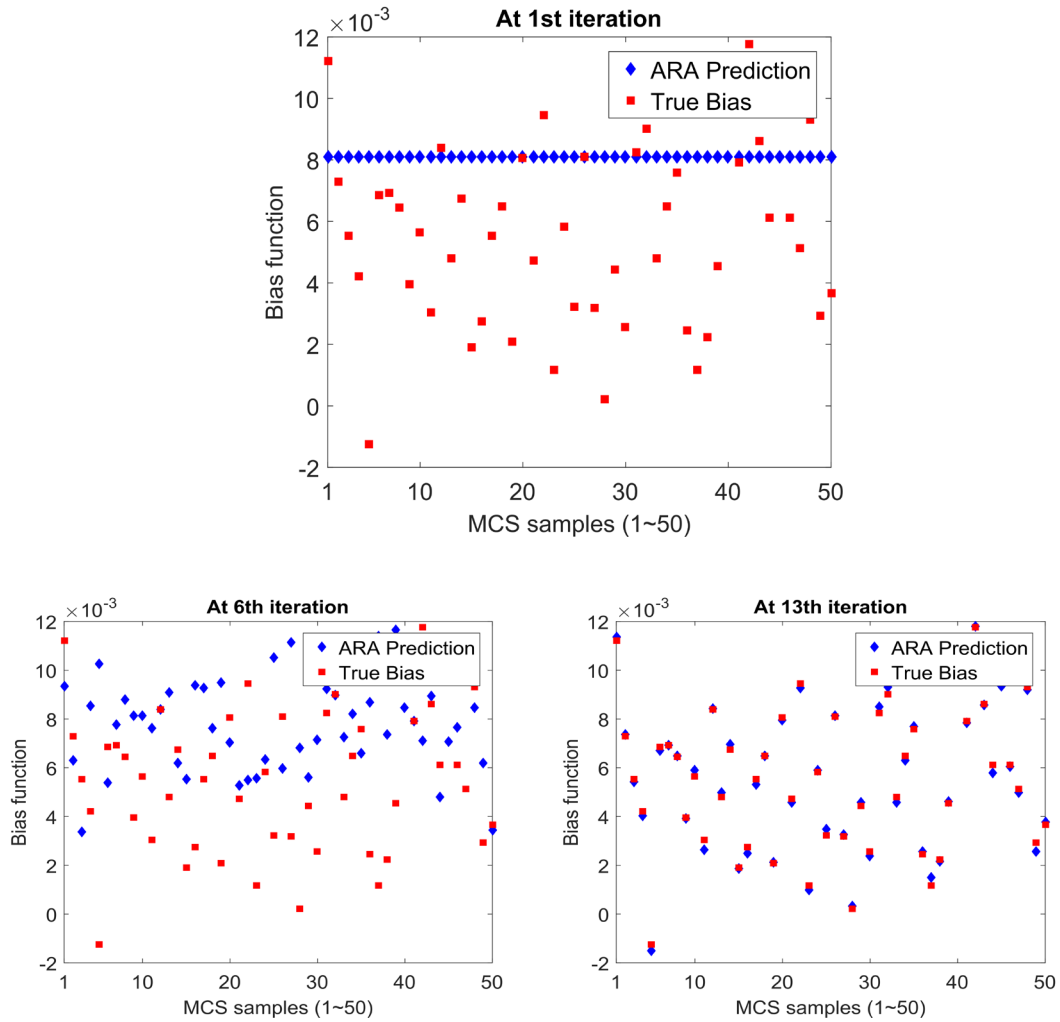 At 1st iteration
×10⁻³
12
10
8
6
4
2
0
-2
Bias function
ARA Prediction
True Bias
1 10 20 30 40 50
MCS samples (1~50)
At 6th iteration
×10⁻³
12
10
8
6
4
2
0
-2
Bias function
ARA Prediction
True Bias
1 10 20 30 40 50
MCS samples (1~50)
At 13th iteration
×10⁻³
12
10
8
6
4
2
0
-2
Bias function
ARA Prediction
True Bias
1 10 20 30 40 50
MCS samples (1~50)